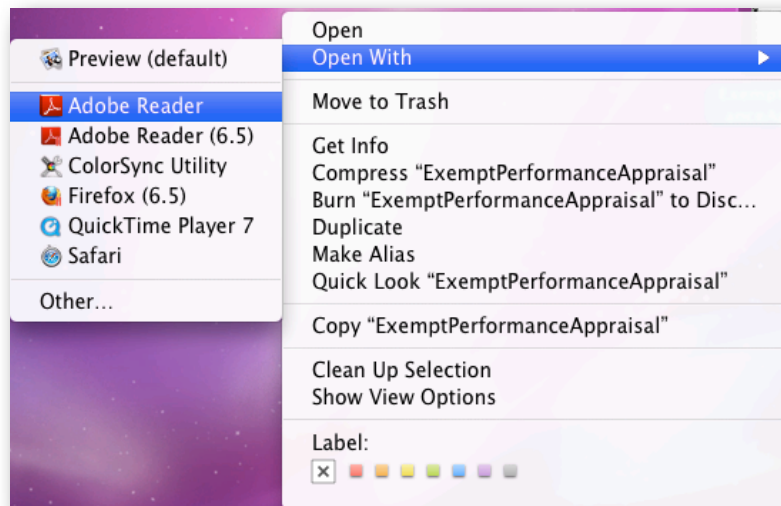 Open
Open With
Move to Trash
Get Info
Compress “ExemptPerformanceAppraisal”
Burn “ExemptPerformanceAppraisal” to Disc…
Duplicate
Make Alias
Quick Look “ExemptPerformanceAppraisal”
Copy “ExemptPerformanceAppraisal”
Clean Up Selection
Show View Options
Label:
Preview (default)
Adobe Reader
Adobe Reader (6.5)
ColorSync Utility
Firefox (6.5)
QuickTime Player 7
Safari
Other…